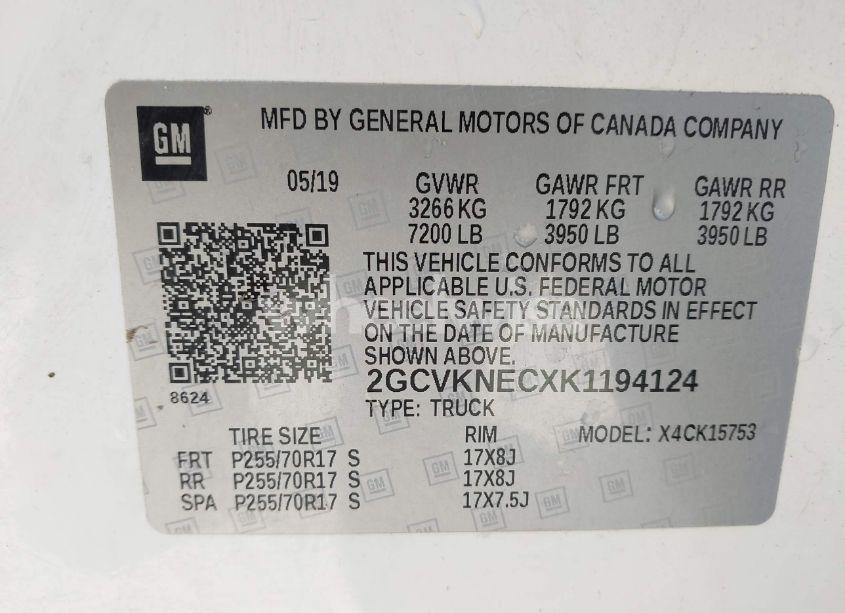 GM
MFD BY GENERAL MOTORS OF CANADA COMPANY
05/19 GVWR GAWR FRT GAWR RR
3266 KG 1792 KG 1792 KG
7200 LB 3950 LB 3950 LB
THIS VEHICLE CONFORMS TO ALL
APPLICABLE U.S. FEDERAL MOTOR
VEHICLE SAFETY STANDARDS IN EFFECT
ON THE DATE OF MANUFACTURE
SHOWN ABOVE.
2GCVKNECXK1194124
8624
TYPE: TRUCK
TIRE SIZE RIM MODEL: X4CK15753
FRT P255/70R17 S 17X8J
RR P255/70R17 S 17X8J
SPA P255/70R17 S 17X7.5J